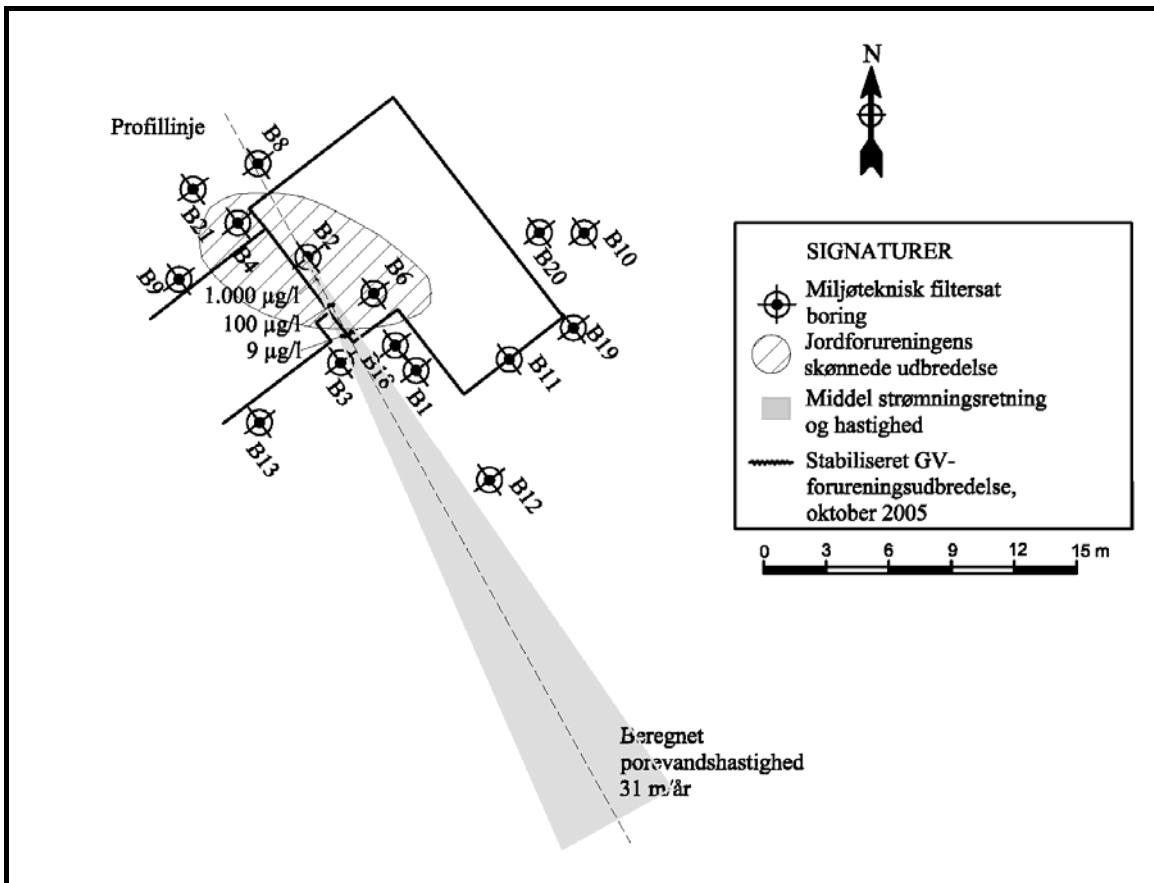 N
Profillinje
B8
B21
B4
B2
B6
B9
B20
B10
1.000 µg/l
100 µg/l
9 µg/l
B18
B3
B1
B11
B19
B13
B12
SIGNATURER
Miljøteknisk filtersat
boring
Jordforureningens
skønnede udbredelse
Middel strømningsretning
og hastighed
Stabiliseret GV-
forureningsudbredelse,
oktober 2005
0 3 6 9 12 15 m
Beregnet
porevandshastighed
31 m/år